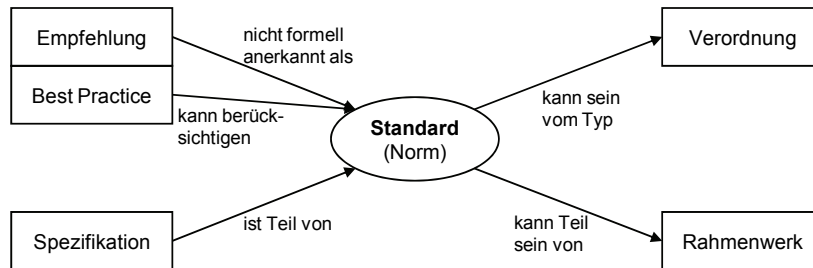 Empfehlung
Best Practice
nicht formell
anerkannt als
kann berück-
sichtigen
Standard
(Norm)
Verordnung
kann sein
vom Typ
Spezifikation
ist Teil von
kann Teil
sein von
Rahmenwerk